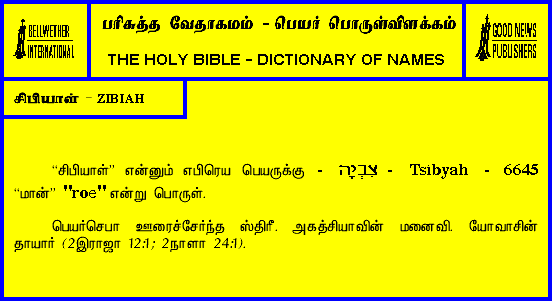 BELLWETHER
INTERNATIONAL
பரிசுத்த வேதாகமம் - பெயர் பொருள்விளக்கம்
THE HOLY BIBLE - DICTIONARY OF NAMES
GOOD NEWS
PUBLISHERS
சிபியாள் - ZIBIAH
“சிபியாள்” என்னும் எபிரெய பெயருக்கு - צִבְיָה - Tsibyah - 6645
“மான்” "roe" என்று பொருள்.
பெயர்செபா ஊரைச்சேர்ந்த ஸ்திரீ. அகத்சியாவின் மனைவி. யோவாசின்
தாயார் (2இராஜா 12:1; 2நாளா 24:1).